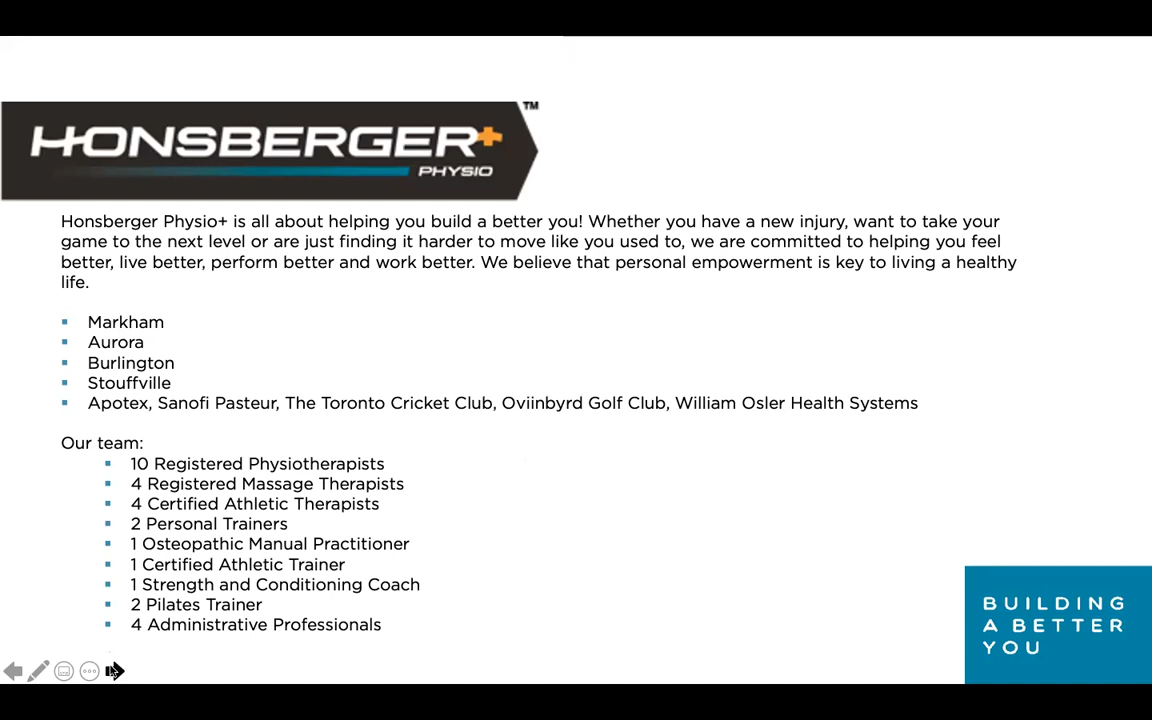 HONSBERGER+ ™
PHYSIO
Honsberger Physio+ is all about helping you build a better you! Whether you have a new injury, want to take your
game to the next level or are just finding it harder to move like you used to, we are committed to helping you feel
better, live better, perform better and work better. We believe that personal empowerment is key to living a healthy
life.
▪ Markham
▪ Aurora
▪ Burlington
▪ Stouffville
▪ Apotex, Sanofi Pasteur, The Toronto Cricket Club, Oviinbyrd Golf Club, William Osler Health Systems
Our team:
▪ 10 Registered Physiotherapists
▪ 4 Registered Massage Therapists
▪ 4 Certified Athletic Therapists
▪ 2 Personal Trainers
▪ 1 Osteopathic Manual Practitioner
▪ 1 Certified Athletic Trainer
▪ 1 Strength and Conditioning Coach
▪ 2 Pilates Trainer
▪ 4 Administrative Professionals
BUILDING
A BETTER
YOU